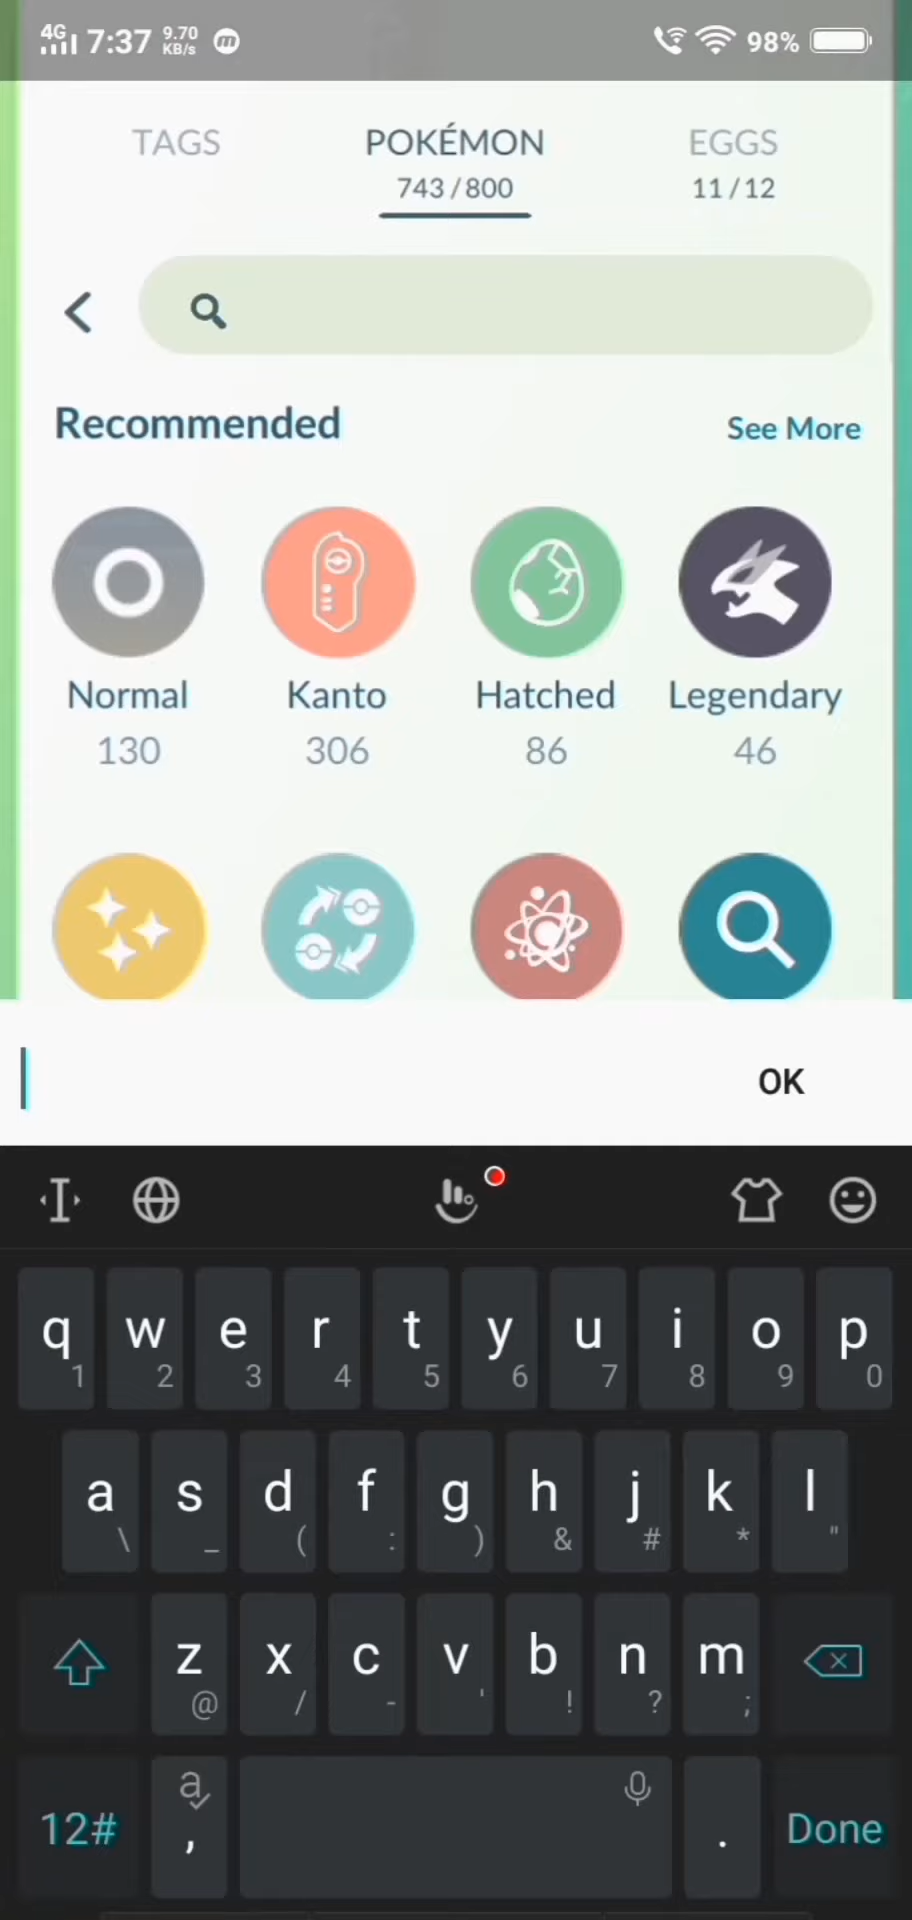 4G 7:37 9.70 KB/s 98%
TAGS POKÉMON EGGS
743 / 800 11 / 12
Recommended See More
Normal Kanto Hatched Legendary
130 306 86 46
OK
q w e r t y u i o p
1 2 3 4 5 6 7 8 9 0
a s d f g h j k l
\ _ ( : ) & # * "
z x c v b n m
@ / - ' ! ? ;
12# a , . Done